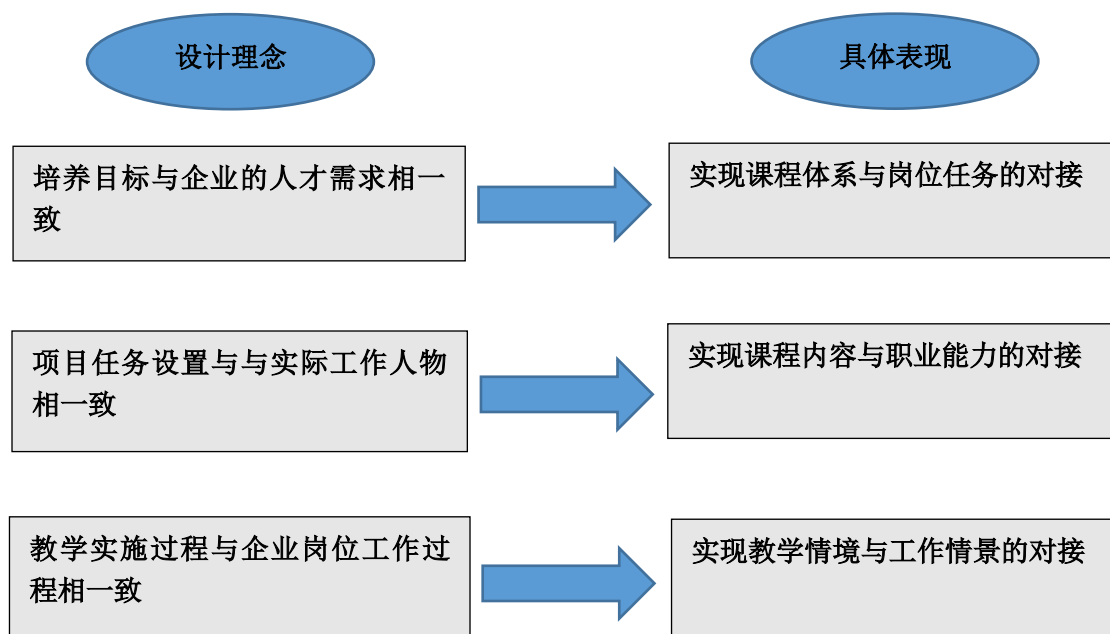 设计理念
具体表现
培养目标与企业的人才需求相一
致
实现课程体系与岗位任务的对接
项目任务设置与与实际工作人物
相一致
实现课程内容与职业能力的对接
教学实施过程与企业岗位工作过
程相一致
实现教学情境与工作情景的对接